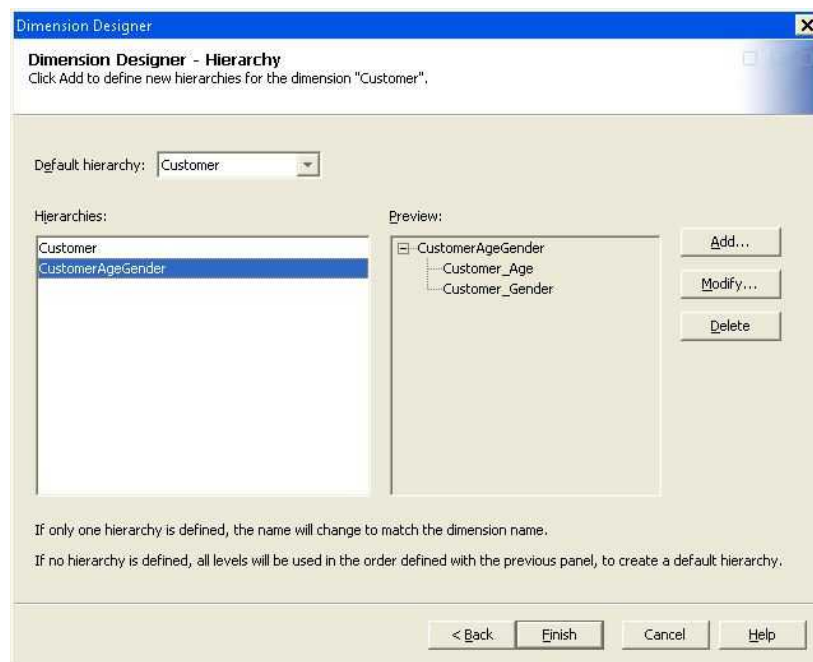 Dimension Designer
Dimension Designer - Hierarchy
Click Add to define new hierarchies for the dimension "Customer".
Default hierarchy: Customer
Hierarchies:
Preview:
Customer
CustomerAgeGender
CustomerAgeGender
Customer_Age
Customer_Gender
Add...
Modify...
Delete
If only one hierarchy is defined, the name will change to match the dimension name.
If no hierarchy is defined, all levels will be used in the order defined with the previous panel, to create a default hierarchy.
< Back
Finish
Cancel
Help